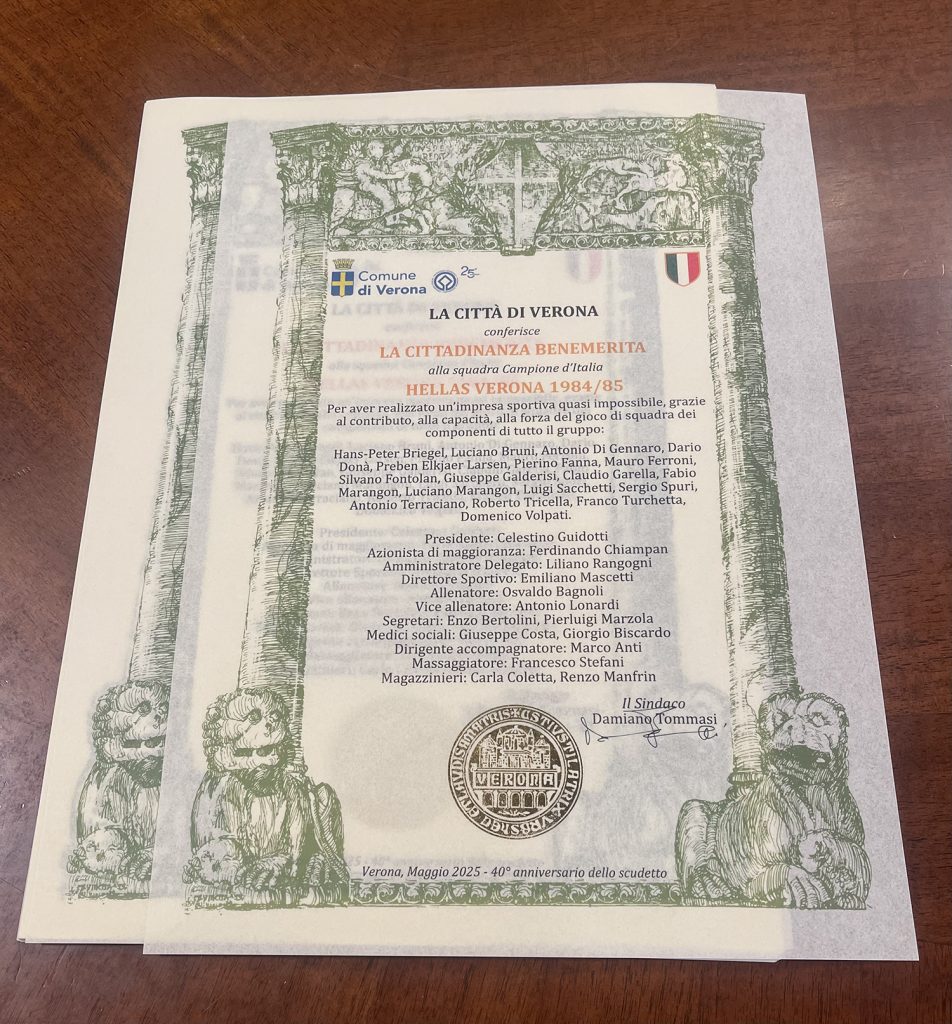 Comune
di Verona
25
LA CITTÀ DI VERONA
conferisce
LA CITTADINANZA BENEMERITA
alla squadra Campione d'Italia
HELLAS VERONA 1984/85
Per aver realizzato un'impresa sportiva quasi impossibile, grazie
al contributo, alla capacità, alla forza del gioco di squadra dei
componenti di tutto il gruppo:
Hans-Peter Briegel, Luciano Bruni, Antonio Di Gennaro, Dario
Donà, Preben Elkjaer Larsen, Pierino Fanna, Mauro Ferroni,
Silvano Fontolan, Giuseppe Galderisi, Claudio Garella, Fabio
Marangon, Luciano Marangon, Luigi Sacchetti, Sergio Spuri,
Antonio Terraciano, Roberto Tricella, Franco Turchetta,
Domenico Volpati.
Presidente: Celestino Guidotti
Azionista di maggioranza: Ferdinando Chiampan
Amministratore Delegato: Liliano Rangogni
Direttore Sportivo: Emiliano Mascetti
Allenatore: Osvaldo Bagnoli
Vice allenatore: Antonio Lonardi
Segretari: Enzo Bertolini, Pierluigi Marzola
Medici sociali: Giuseppe Costa, Giorgio Biscardo
Dirigente accompagnatore: Marco Anti
Massaggiatore: Francesco Stefani
Magazzinieri: Carla Coletta, Renzo Manfrin
Il Sindaco
Damiano Tommasi
VERONA
Verona, Maggio 2025 - 40° anniversario dello scudetto